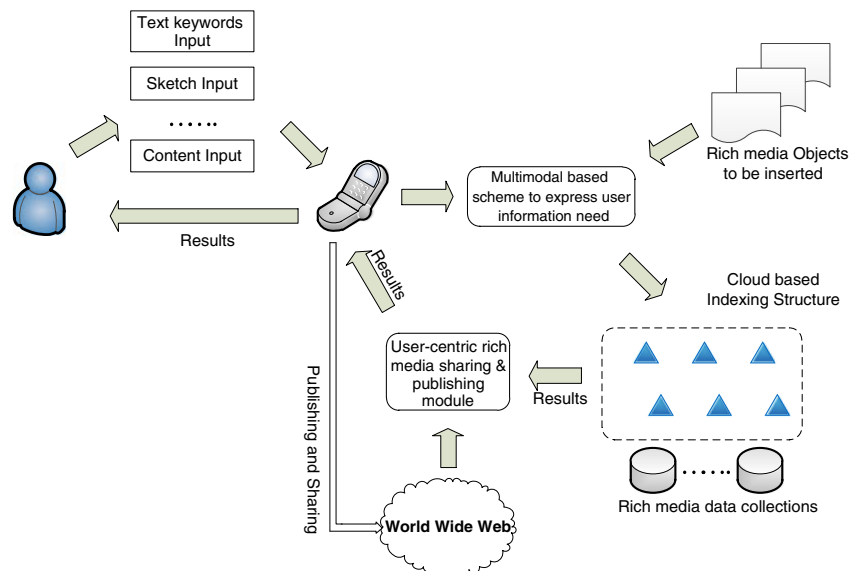 Text keywords
Input
Sketch Input
......
Content Input
Rich media Objects
to be inserted
Multimodal based
scheme to express user
information need
Results
Results
Cloud based
Indexing Structure
User-centric rich
media sharing &
publishing
module
Results
Publishing and Sharing
......
Rich media data collections
World Wide Web